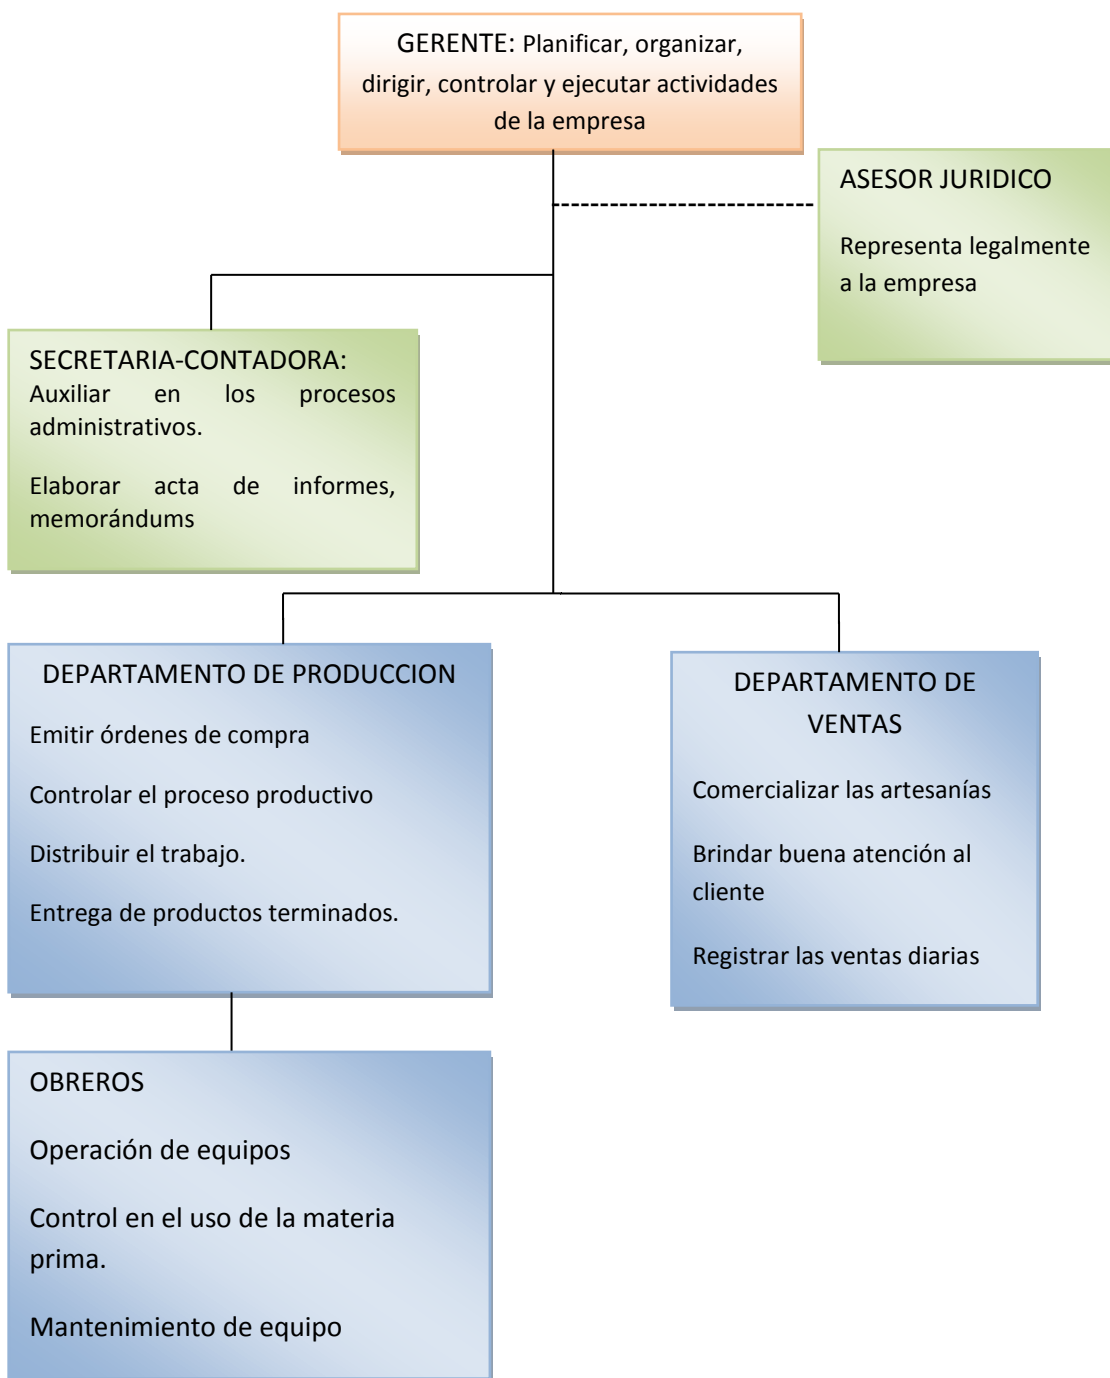 GERENTE: Planificar, organizar,
dirigir, controlar y ejecutar actividades
de la empresa
ASESOR JURIDICO
Representa legalmente
a la empresa
SECRETARIA-CONTADORA:
Auxiliar en los procesos
administrativos.
Elaborar acta de informes,
memorándums
DEPARTAMENTO DE PRODUCCION
Emitir órdenes de compra
Controlar el proceso productivo
Distribuir el trabajo.
Entrega de productos terminados.
DEPARTAMENTO DE
VENTAS
Comercializar las artesanías
Brindar buena atención al
cliente
Registrar las ventas diarias
OBREROS
Operación de equipos
Control en el uso de la materia
prima.
Mantenimiento de equipo